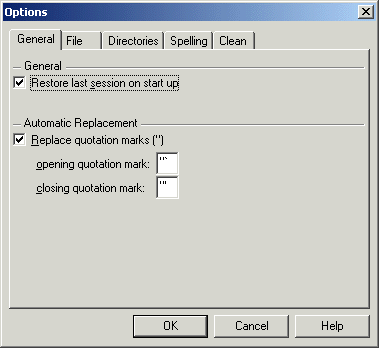 Options
General File Directories Spelling Clean
General
Restore last session on start up
Automatic Replacement
Replace quotation marks (")
opening quotation mark: "
closing quotation mark: "
OK Cancel Help